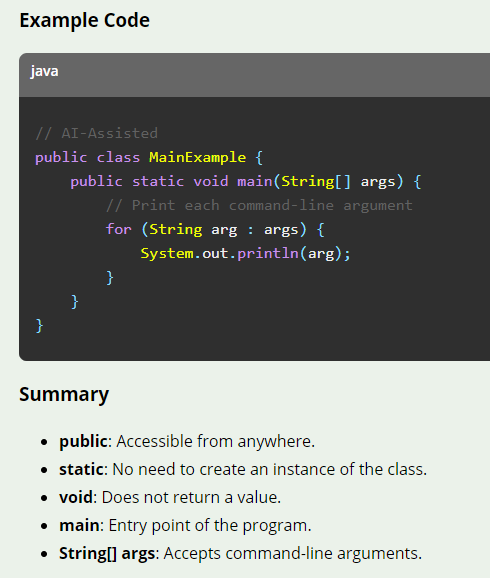 Example Code
java
// AI-Assisted
public class MainExample {
    public static void main(String[] args) {
        // Print each command-line argument
        for (String arg : args) {
            System.out.println(arg);
        }
    }
}
Summary
• public: Accessible from anywhere.
• static: No need to create an instance of the class.
• void: Does not return a value.
• main: Entry point of the program.
• String[] args: Accepts command-line arguments.